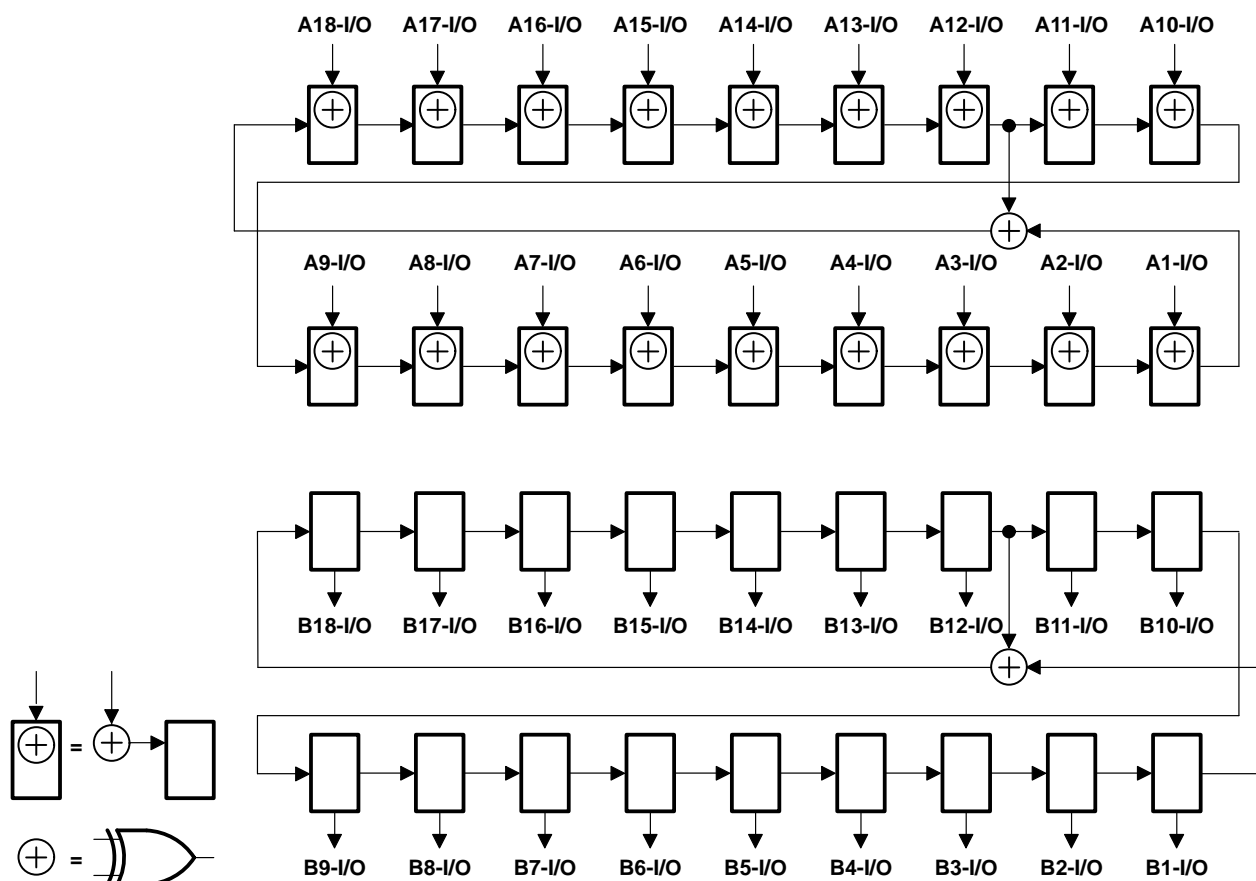 A18-I/O A17-I/O A16-I/O A15-I/O A14-I/O A13-I/O A12-I/O A11-I/O A10-I/O
A9-I/O A8-I/O A7-I/O A6-I/O A5-I/O A4-I/O A3-I/O A2-I/O A1-I/O
B18-I/O B17-I/O B16-I/O B15-I/O B14-I/O B13-I/O B12-I/O B11-I/O B10-I/O
=
=
B9-I/O B8-I/O B7-I/O B6-I/O B5-I/O B4-I/O B3-I/O B2-I/O B1-I/O